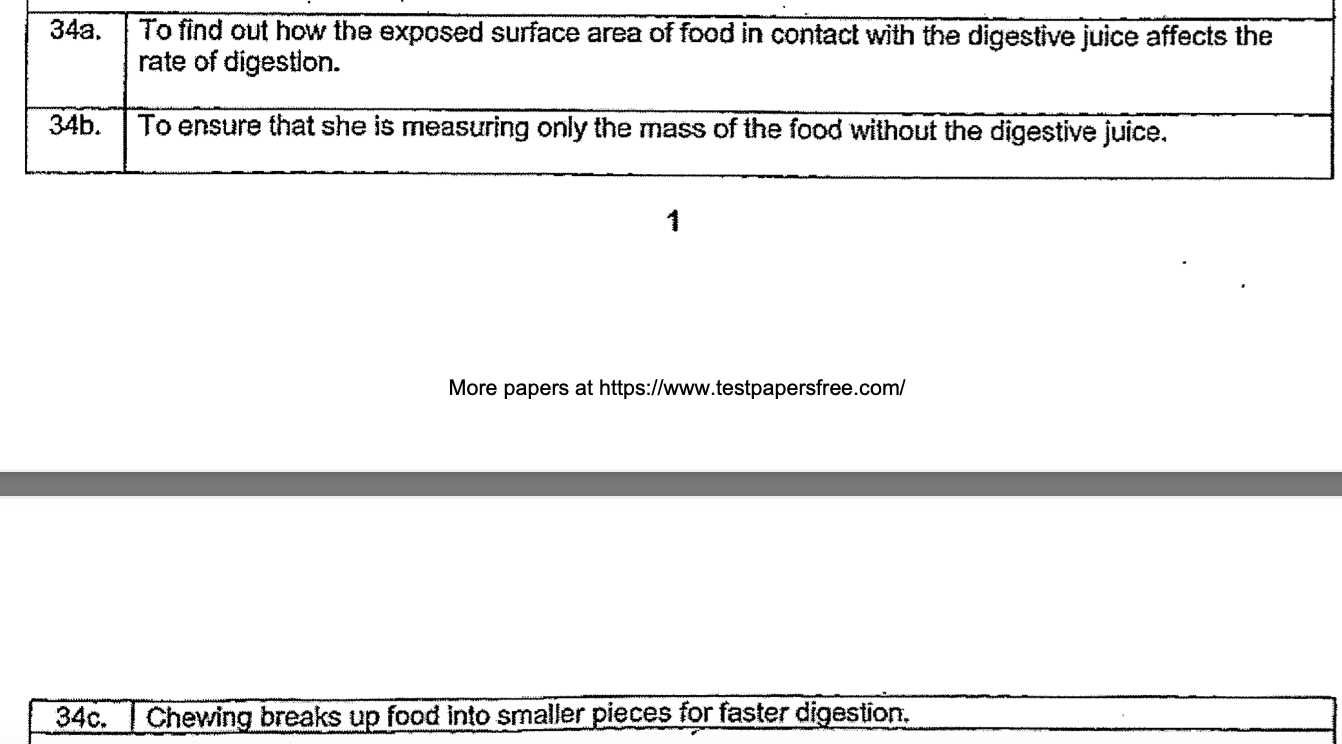 34a. To find out how the exposed surface area of food in contact with the digestive juice affects the
rate of digestion.
34b. To ensure that she is measuring only the mass of the food without the digestive juice.
1
More papers at https://www.testpapersfree.com/
34c. Chewing breaks up food into smaller pieces for faster digestion.